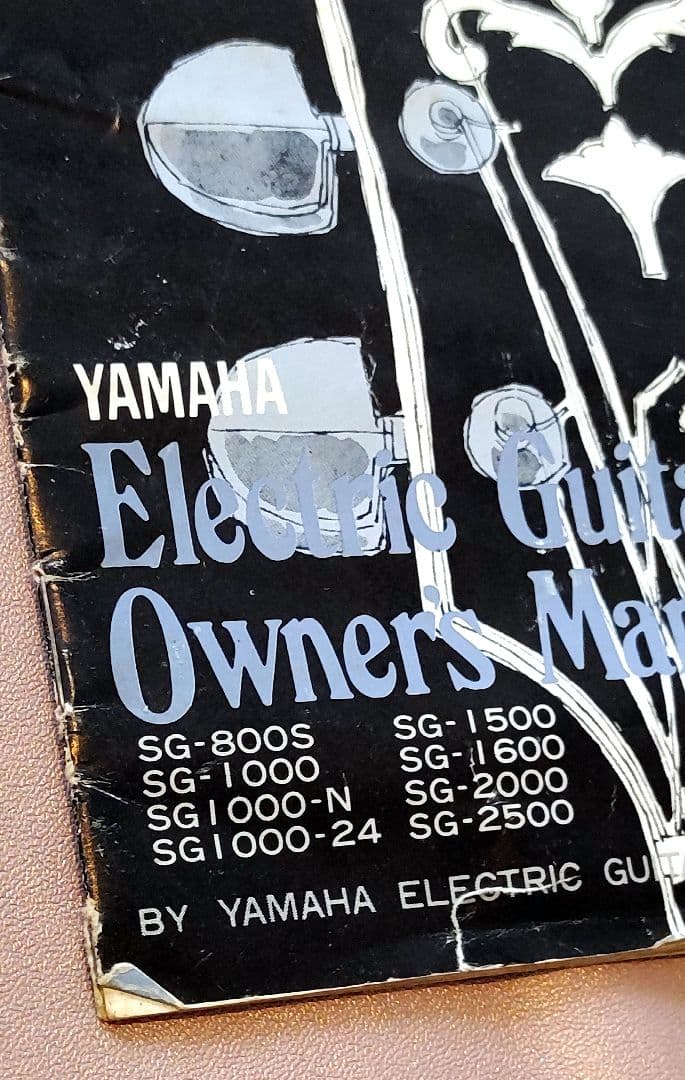 YAMAHA
Electric Guita
Owner's Ma
SG-800S SG-1500
SG-1000 SG-1600
SG1000-N SG-2000
SG1000-24 SG-2500
BY YAMAHA ELECTRIC GUITA